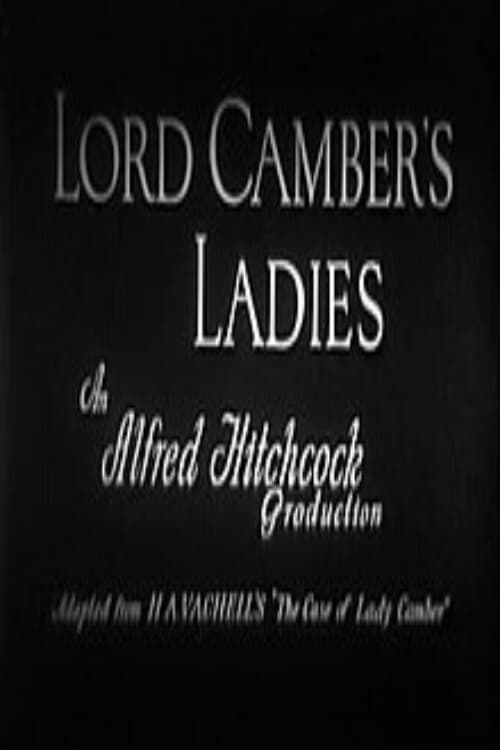 LORD CAMBER'S
LADIES
An
Alfred Hitchcock
Production
Adapted from H.A.VACHELL'S "The Case of Lady Camber"